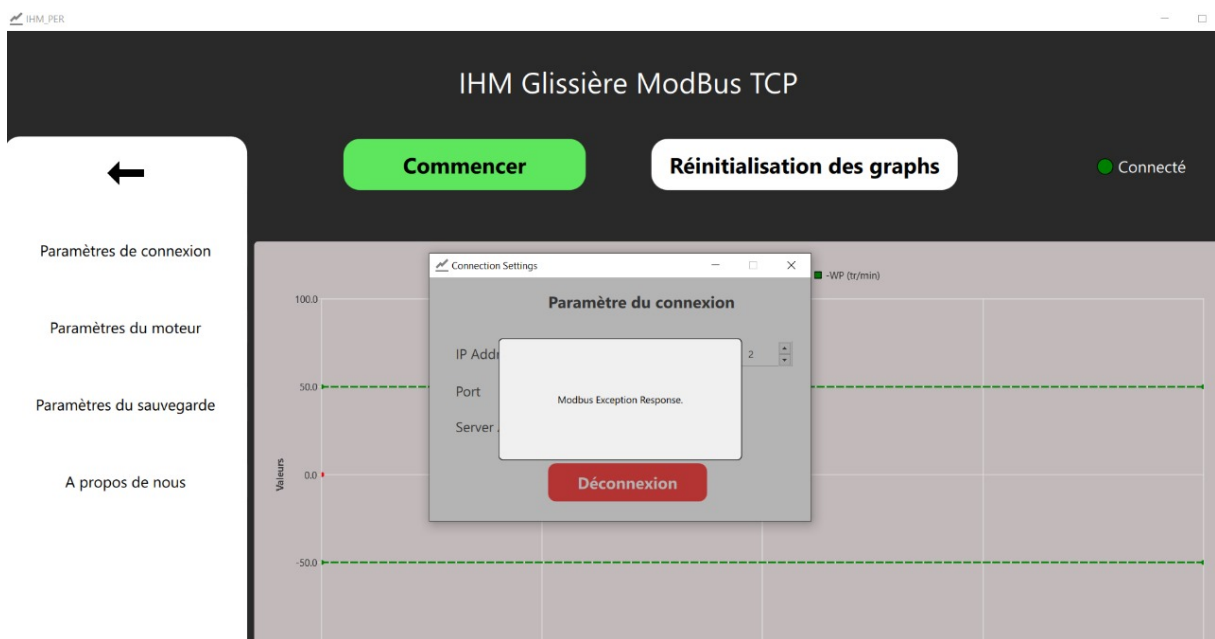 IHM_PER
IHM Glissière ModBus TCP
Commencer
Réinitialisation des graphs
Connecté
Paramètres de connexion
Paramètres du moteur
Paramètres du sauvegarde
A propos de nous
-WP (tr/min)
100.0
50.0
0.0
-50.0
Valeurs
Connection Settings
Paramètre du connexion
IP Addr
2
Port
Server
Modbus Exception Response.
Déconnexion